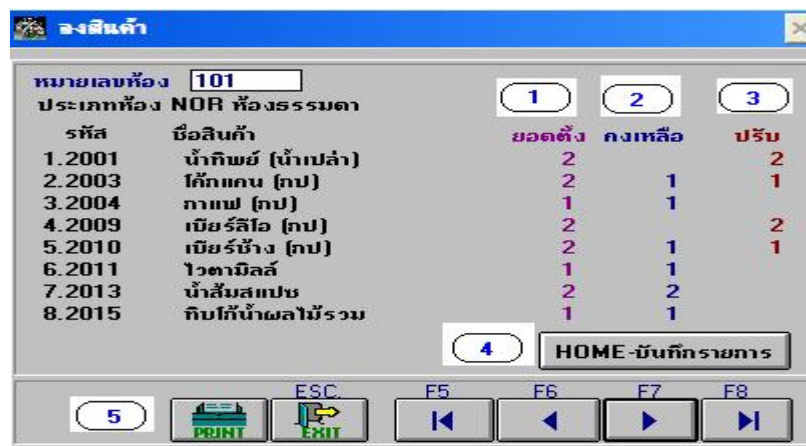 ลงสินค้า
หมายเลขห้อง 101
ประเภทห้อง NOR ห้องธรรมดา
1 2 3
รหัส ชื่อสินค้า ยอดตั้ง คงเหลือ ปรับ
1.2001 น้ำทิพย์ (น้ำเปล่า) 2 2
2.2003 โค้กแคน (กป) 2 1 1
3.2004 กาแฟ (กป) 1 1
4.2009 เบียร์ลีโอ (กป) 2 2
5.2010 เบียร์ช้าง (กป) 2 1 1
6.2011 ไวตามิลล์ 1 1
7.2013 น้ำส้มสแปซ 2 2
8.2015 ทิบโก้น้ำผลไม้รวม 1 1
4 HOME-บันทึกรายการ
ESC. F5 F6 F7 F8
5 PRINT EXIT